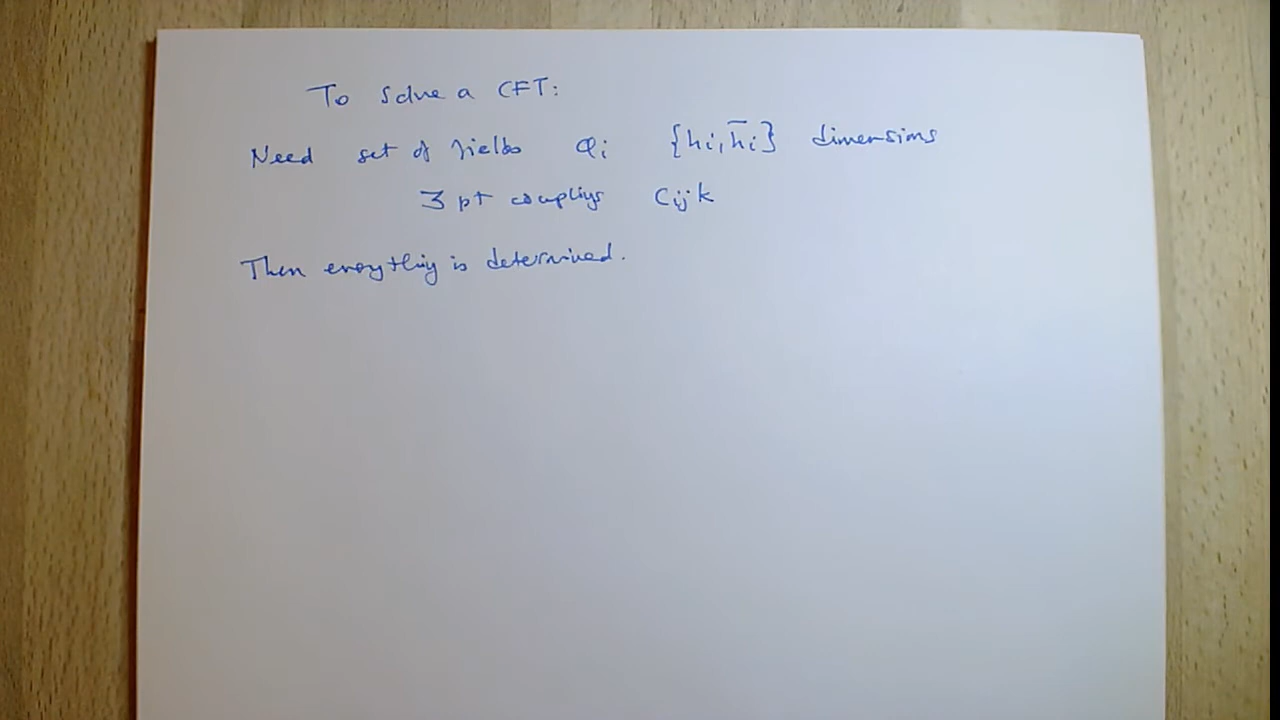 To solve a CFT:
Need set of fields φi {hi, h̄i} dimensions
3 pt couplings Cijk
Then everything is determined.